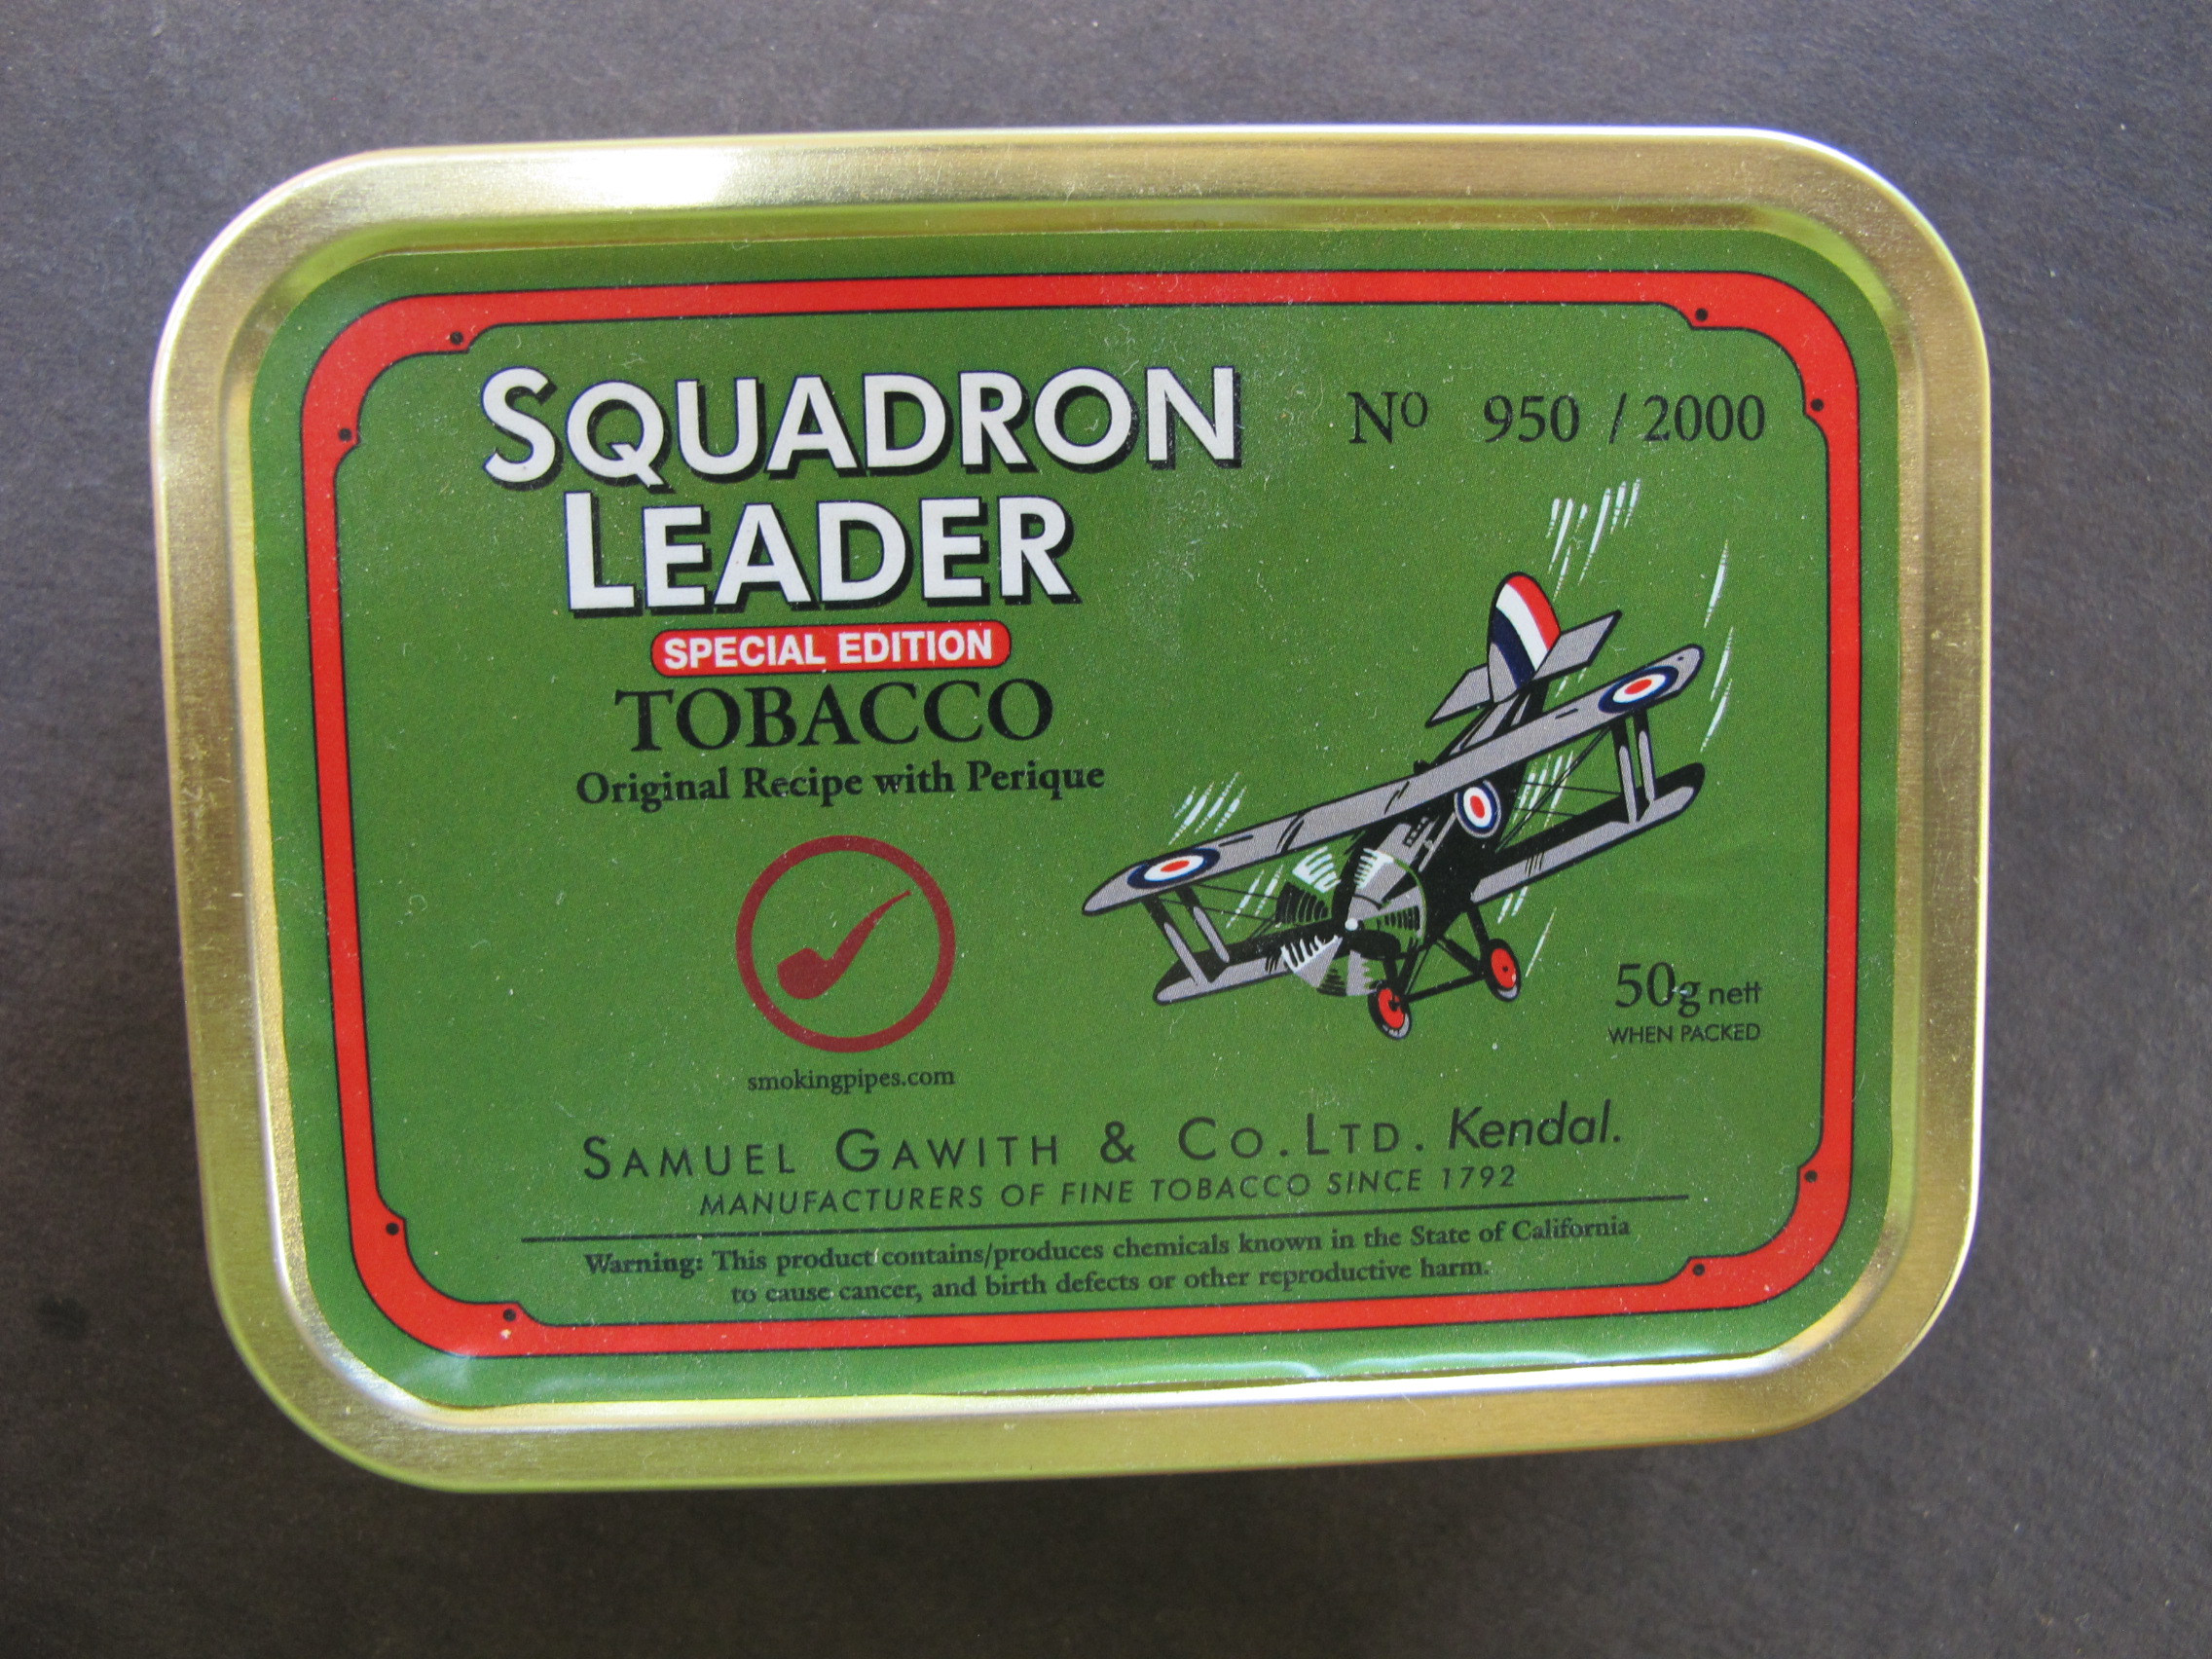 SQUADRON
LEADER
Nº 950 / 2000
SPECIAL EDITION
TOBACCO
Original Recipe with Perique
smokingpipes.com
50g nett
WHEN PACKED
SAMUEL GAWITH & CO. LTD. Kendal.
MANUFACTURERS OF FINE TOBACCO SINCE 1792
Warning: This product contains/produces chemicals known in the State of California
to cause cancer, and birth defects or other reproductive harm.